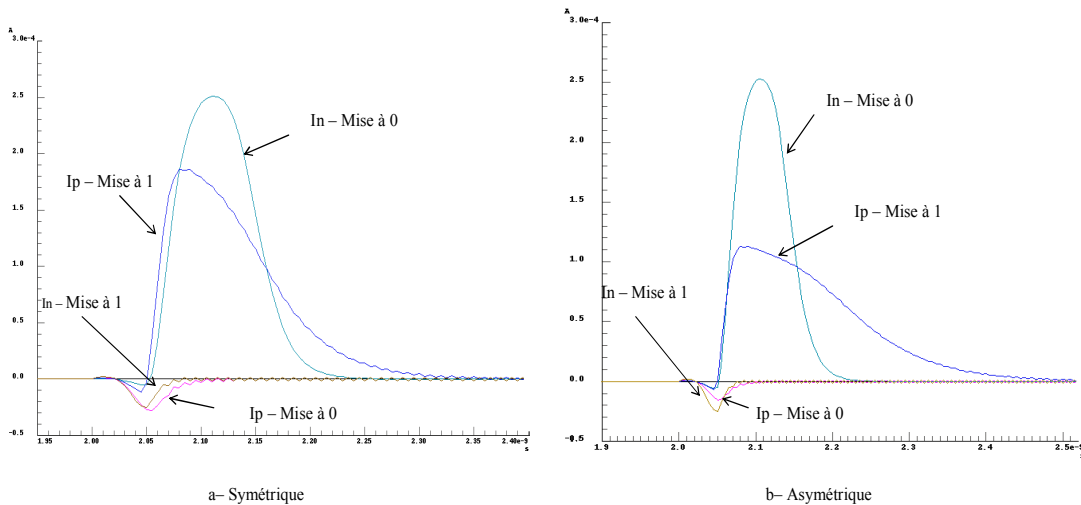 A
3.0e-4
2.5
2.0
1.5
1.0
0.5
0.0
-0.5
1.95
2.00
2.05
2.10
2.15
2.20
2.25
2.30
2.35
2.40e-9
s
In – Mise à 0
Ip – Mise à 1
In – Mise à 1
Ip – Mise à 0
a– Symétrique
A
3.0e-4
2.5
2.0
1.5
1.0
0.5
0.0
-0.5
1.9
2.0
2.1
2.2
2.3
2.4
2.5e-9
s
In – Mise à 0
Ip – Mise à 1
In – Mise à 1
Ip – Mise à 0
b– Asymétrique